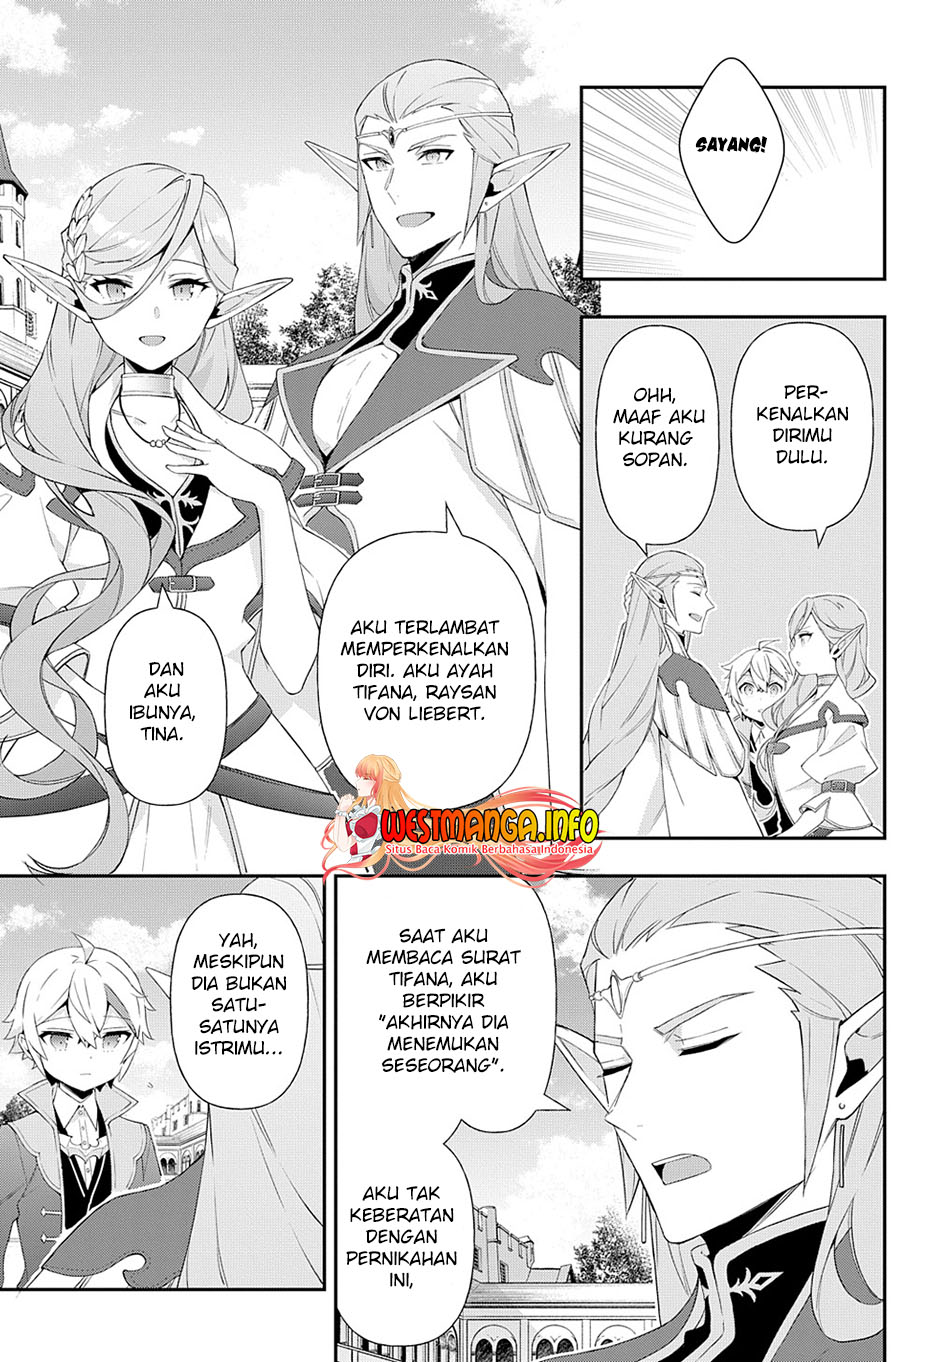 SAYANG!
PER-
KENALKAN
DIRIMU
DULU.
OHH,
MAAF AKU
KURANG
SOPAN.
AKU TERLAMBAT
MEMPERKENALKAN
DIRI. AKU AYAH
TIFANA, RAYSAN
VON LIEBERT.
DAN
AKU
IBUNYA,
TINA.
WESTMANGA.INFO
Situs Baca Komik Berbahasa Indonesia
SAAT AKU
MEMBACA SURAT
TIFANA, AKU
BERPIKIR
"AKHIRNYA DIA
MENEMUKAN
SESEORANG".
AKU TAK
KEBERATAN
DENGAN
PERNIKAHAN
INI,
YAH,
MESKIPUN
DIA BUKAN
SATU-
SATUNYA
ISTRIMU...